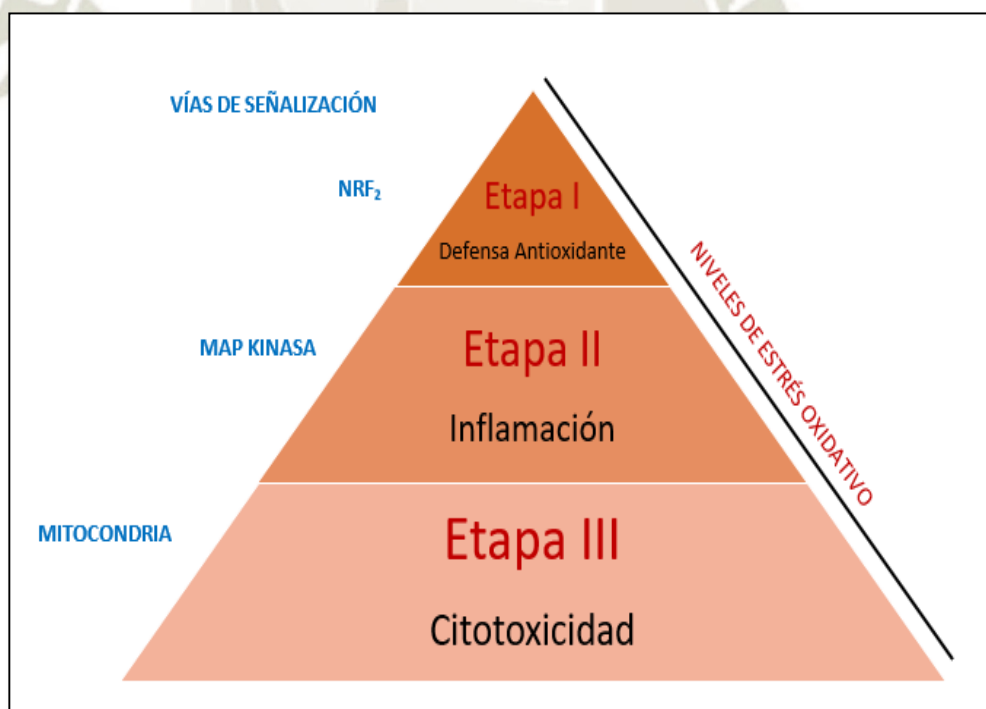 VÍAS DE SEÑALIZACIÓN
NRF₂
Etapa I
Defensa Antioxidante
NIVELES DE ESTRÉS OXIDATIVO
MAP KINASA
Etapa II
Inflamación
MITOCONDRIA
Etapa III
Citotoxicidad